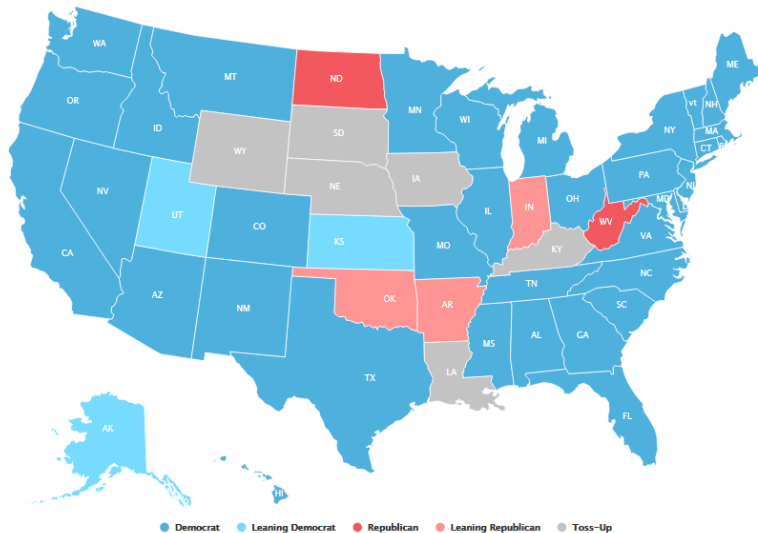 WA
ME
MT
ND
MN
OR
vt
NH
WI
ID
SD
MI
NY
MA
WY
CT
IA
PA
NE
NJ
NV
IN
OH
MD
UT
IL
WV
CO
KS
MO
VA
CA
KY
NC
TN
AZ
OK
AR
SC
NM
MS
AL
GA
LA
TX
FL
AK
HI
Democrat Leaning Democrat Republican Leaning Republican Toss-Up